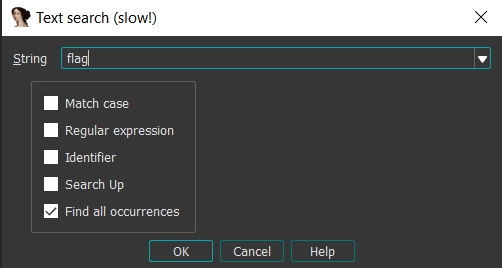 Text search (slow!)
String flag
Match case
Regular expression
Identifier
Search Up
Find all occurrences
OK Cancel Help